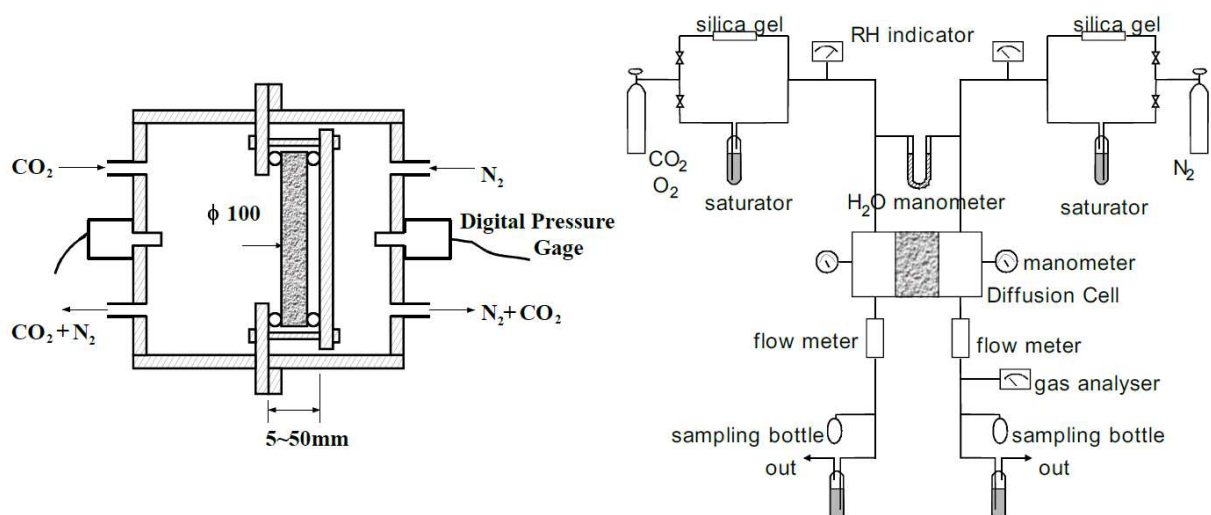 CO₂
N₂
ϕ 100
Digital Pressure
Gage
CO₂+N₂
N₂+CO₂
5~50mm
silica gel
silica gel
RH indicator
CO₂
O₂
N₂
saturator
H₂O manometer
saturator
manometer
Diffusion Cell
flow meter
flow meter
gas analyser
sampling bottle
sampling bottle
out
out